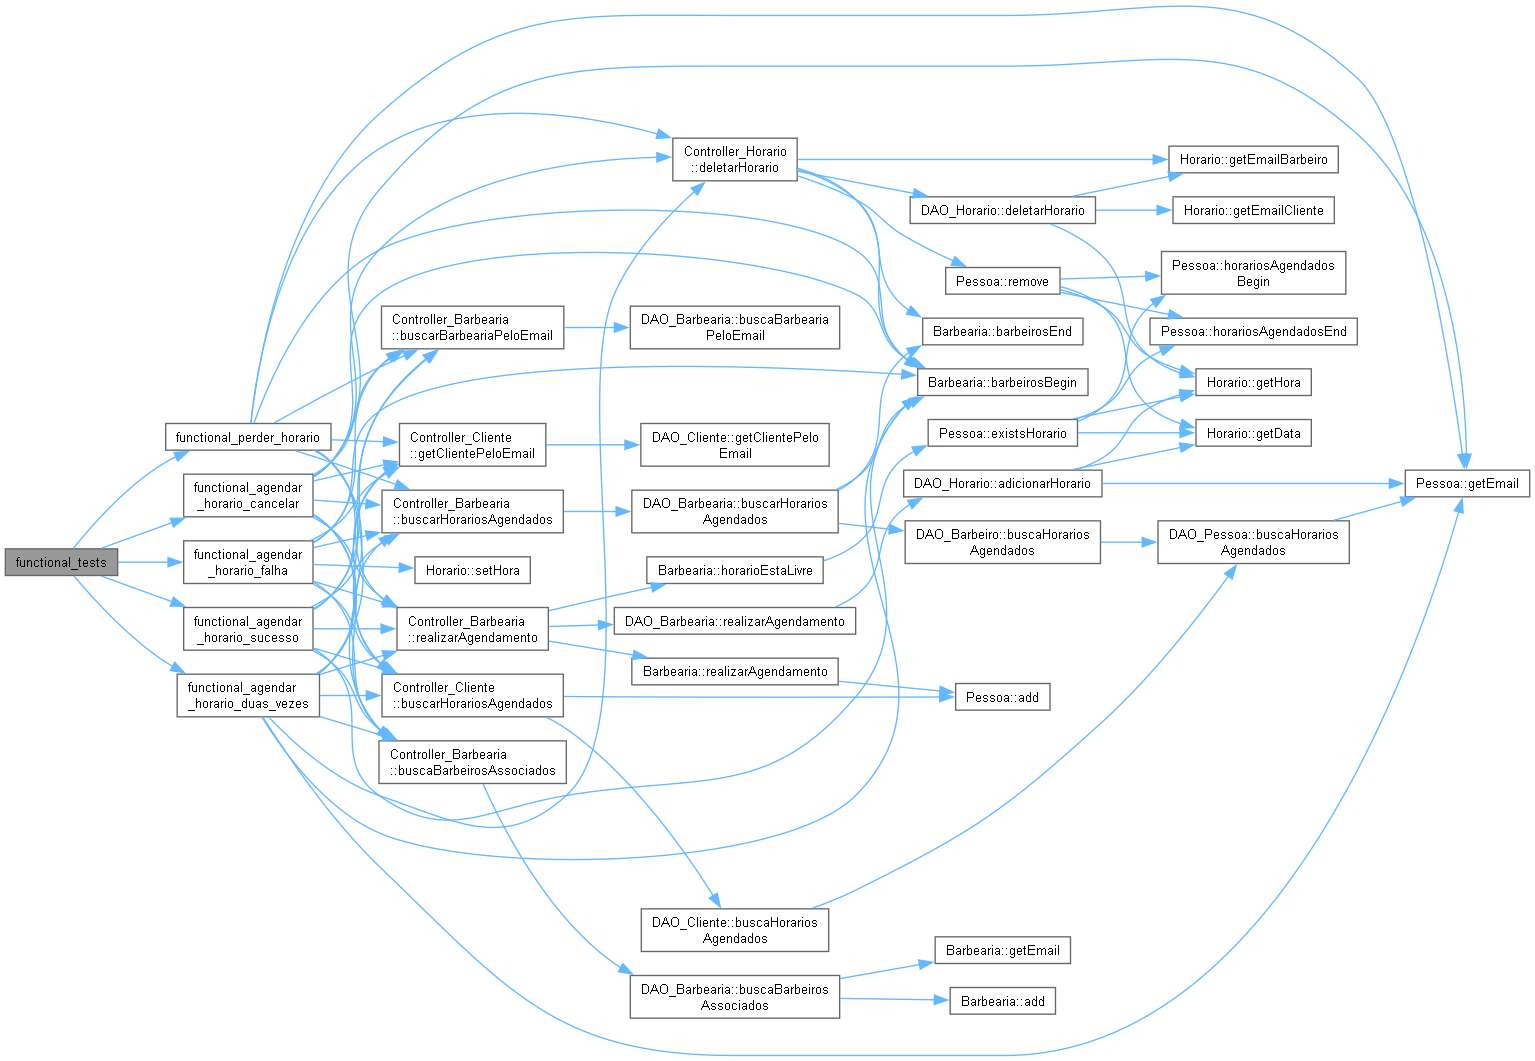 functional_tests
functional_perder_horario
functional_agendar
_horario_cancelar
functional_agendar
_horario_falha
functional_agendar
_horario_sucesso
functional_agendar
_horario_duas_vezes
Controller_Barbearia
::buscarBarbeariaPeloEmail
Controller_Cliente
::getClientePeloEmail
Controller_Barbearia
::buscarHorariosAgendados
Horario::setHora
Controller_Barbearia
::realizarAgendamento
Controller_Cliente
::buscarHorariosAgendados
Controller_Barbearia
::buscaBarbeirosAssociados
Controller_Horario
::deletarHorario
DAO_Barbearia::buscaBarbearia
PeloEmail
DAO_Cliente::getClientePelo
Email
DAO_Barbearia::buscarHorarios
Agendados
Barbearia::horarioEstaLivre
DAO_Barbearia::realizarAgendamento
Barbearia::realizarAgendamento
DAO_Cliente::buscaHorarios
Agendados
DAO_Barbearia::buscaBarbeiros
Associados
DAO_Horario::deletarHorario
Pessoa::remove
Barbearia::barbeirosEnd
Barbearia::barbeirosBegin
Pessoa::existsHorario
DAO_Horario::adicionarHorario
DAO_Barbeiro::buscaHorarios
Agendados
Pessoa::add
Barbearia::getEmail
Barbearia::add
Horario::getEmailBarbeiro
Horario::getEmailCliente
Pessoa::horariosAgendados
Begin
Pessoa::horariosAgendadosEnd
Horario::getHora
Horario::getData
DAO_Pessoa::buscaHorarios
Agendados
Pessoa::getEmail